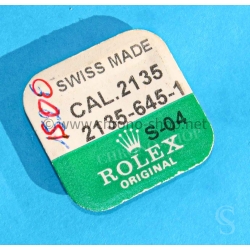 SWISS MADE
CAL.2135
2135-645-1
S-04
ROLEX
ORIGINAL